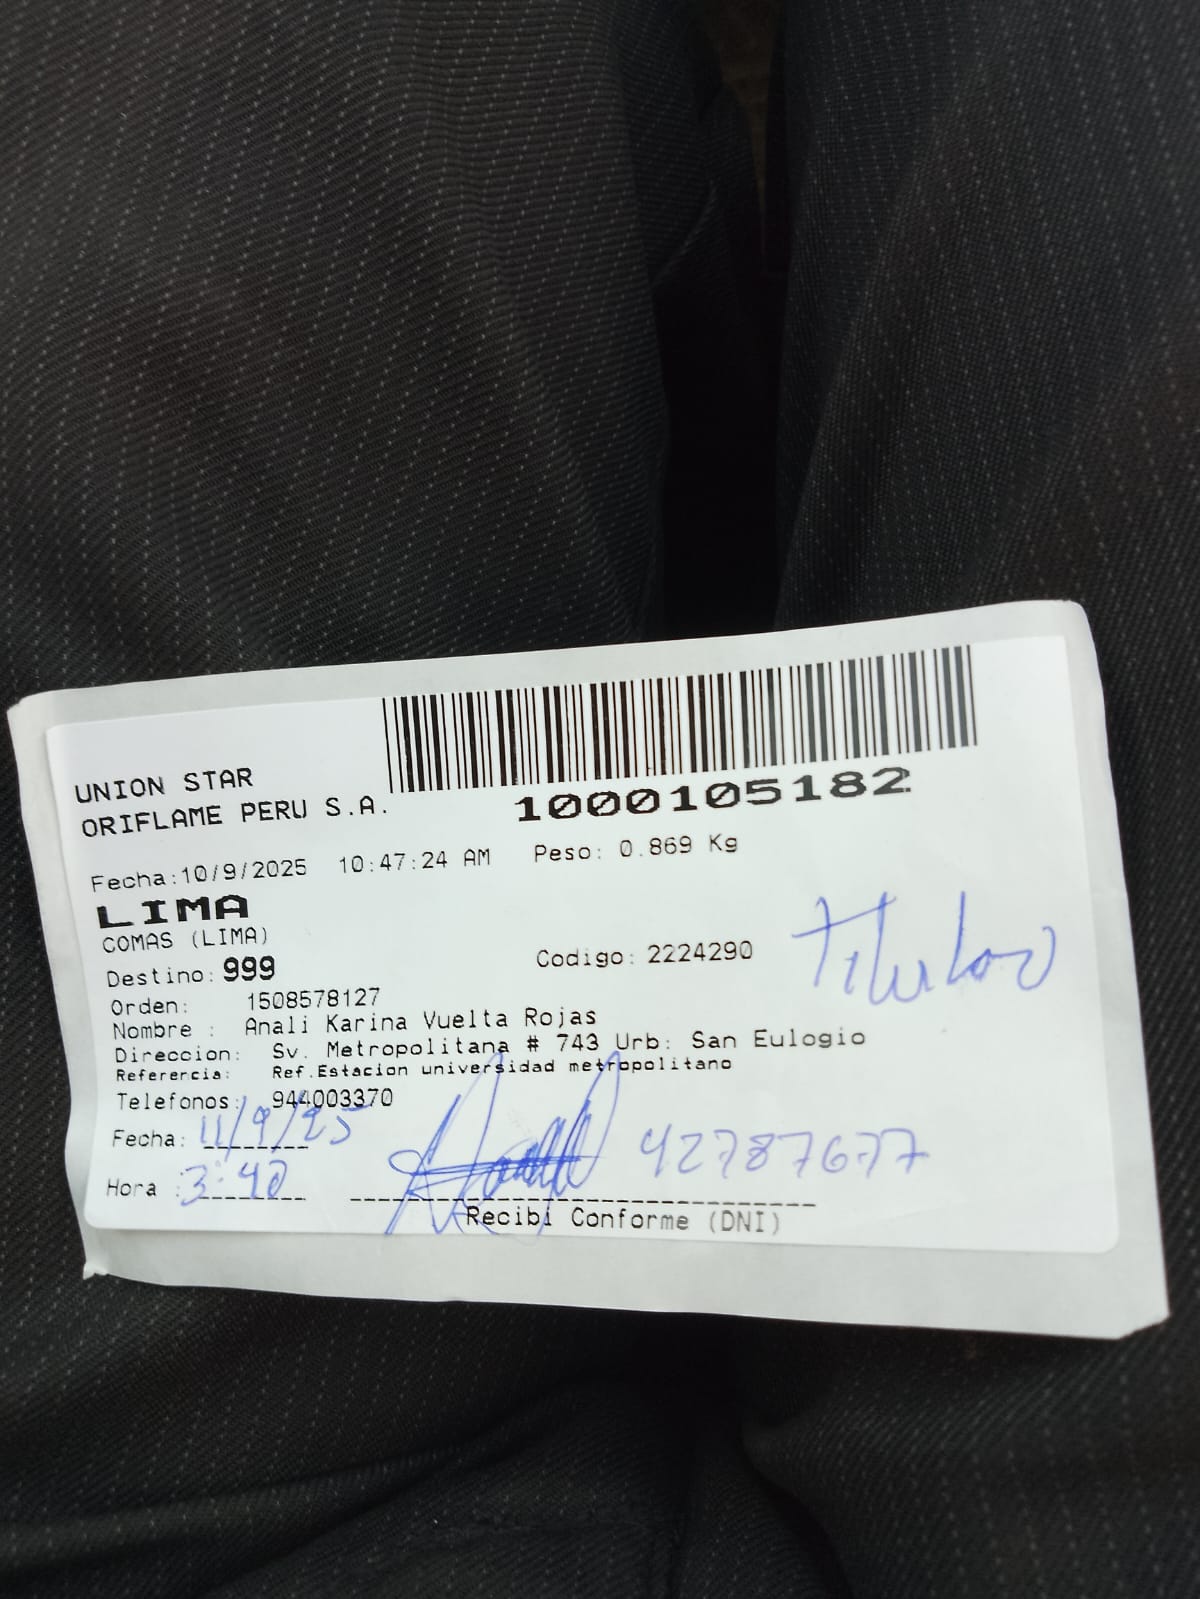 UNION STAR
ORIFLAME PERU S.A.
1000105182
Fecha:10/9/2025 10:47:24 AM Peso: 0.869 Kg
LIMA
COMAS (LIMA)
Destino: 999 Codigo: 2224290
Titular
Orden: 1508578127
Nombre : Anali Karina Vuelta Rojas
Direccion: Sv. Metropolitana # 743 Urb: San Eulogio
Referercia: Ref.Estacion universidad metropolitano
Telefonos: 944003370
Fecha: 11/9/25
Hora : 3:40 42787677
Recibi Conforme (DNI)